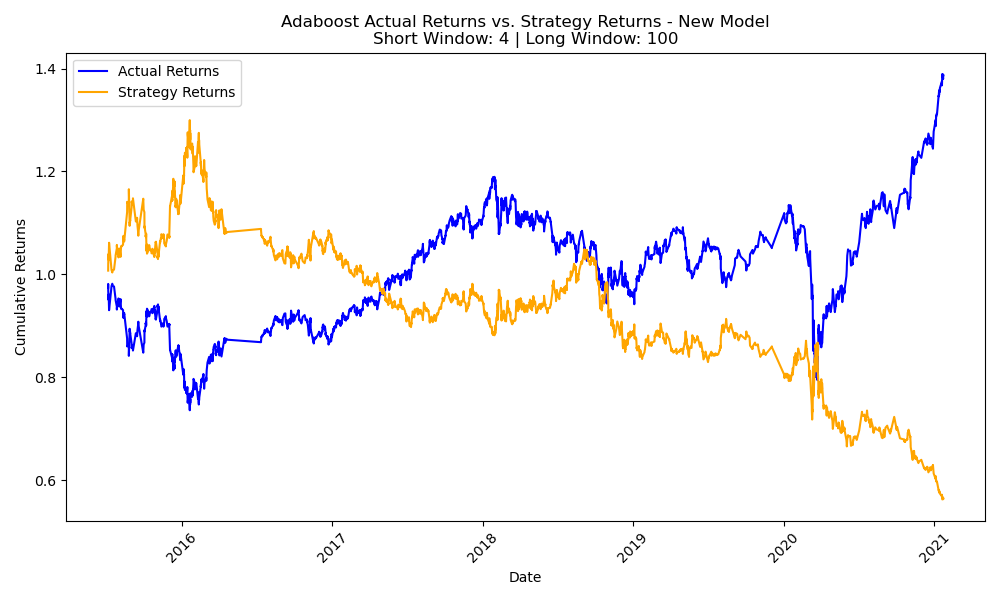 Adaboost Actual Returns vs. Strategy Returns - New Model
Short Window: 4 | Long Window: 100
Actual Returns
Strategy Returns
Cumulative Returns
1.4
1.2
1.0
0.8
0.6
2016
2017
2018
2019
2020
2021
Date